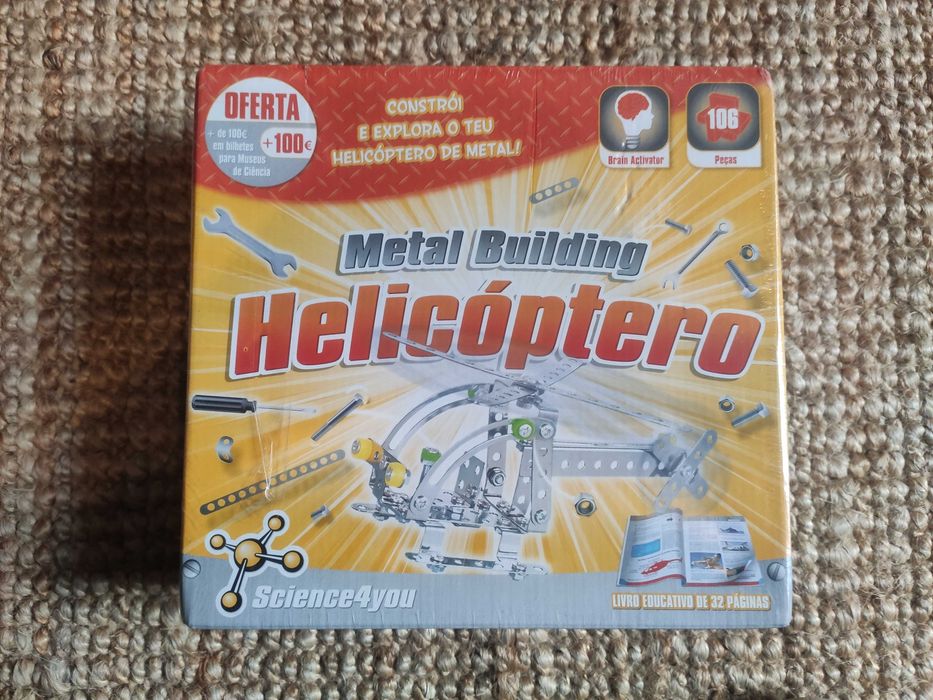 OFERTA
+ de 100€
em bilhetes
para Museus
de Ciência
+100€
CONSTRÓI
E EXPLORA O TEU
HELICÓPTERO DE METAL!
Brain Activator
106
Peças
Metal Building
Helicóptero
Science4you
LIVRO EDUCATIVO DE 32 PÁGINAS